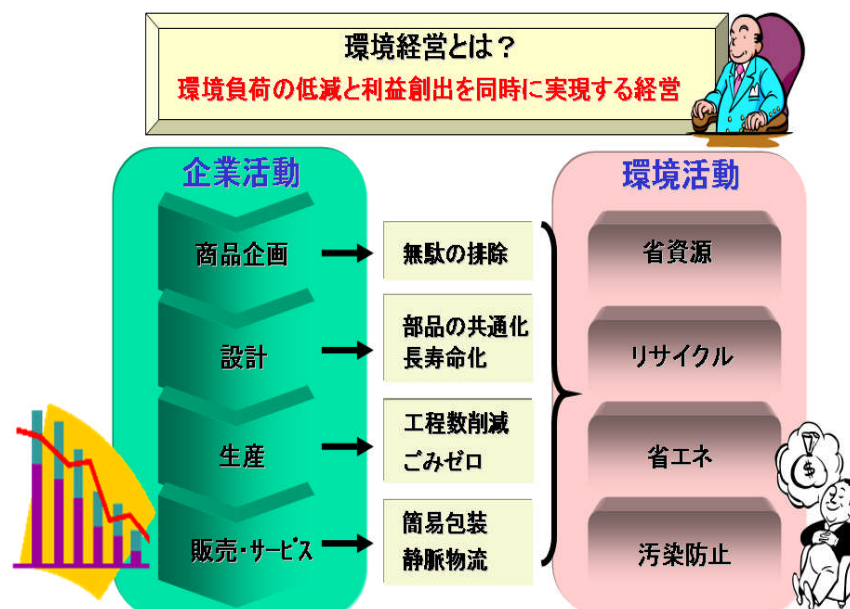 環境経営とは？
環境負荷の低減と利益創出を同時に実現する経営
企業活動
環境活動
商品企画
無駄の排除
省資源
設計
部品の共通化
長寿命化
リサイクル
生産
工程数削減
ごみゼロ
省エネ
販売・サービス
簡易包装
静脈物流
汚染防止
$